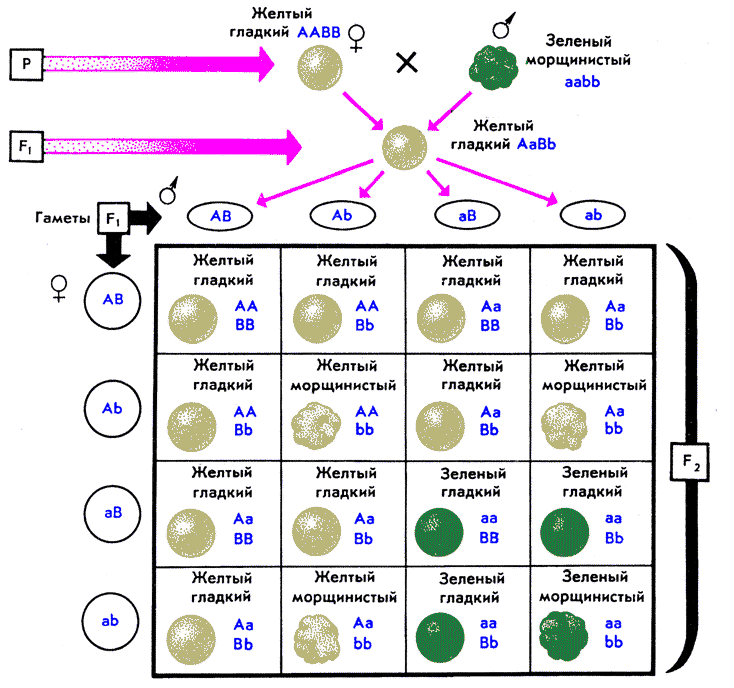 Желтый
гладкий AABB
♀
♂
P
×
Зеленый
морщинистый
aabb
F₁
Желтый
гладкий AaBb
Гаметы F₁ ♂
AB Ab aB ab
♀
AB
Желтый
гладкий
AA
BB
Желтый
гладкий
AA
Bb
Желтый
гладкий
Aa
BB
Желтый
гладкий
Aa
Bb
Ab
Желтый
гладкий
AA
Bb
Желтый
морщинистый
AA
bb
Желтый
гладкий
Aa
Bb
Желтый
морщинистый
Aa
bb
F₂
aB
Желтый
гладкий
Aa
BB
Желтый
гладкий
Aa
Bb
Зеленый
гладкий
aa
BB
Зеленый
гладкий
aa
Bb
ab
Желтый
гладкий
Aa
Bb
Желтый
морщинистый
Aa
bb
Зеленый
гладкий
aa
Bb
Зеленый
морщинистый
aa
bb